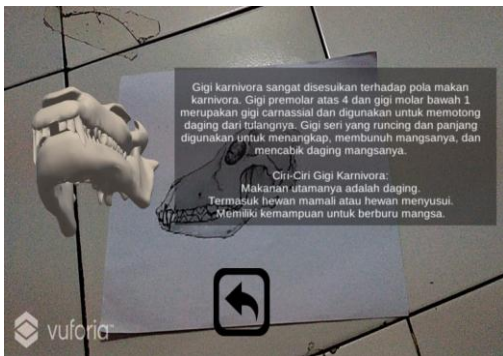 Gigi karnivora sangat disesuikan terhadap pola makan
karnivora. Gigi premolar atas 4 dan gigi molar bawah 1
merupakan gigi carnassial dan digunakan untuk memotong
daging dari tulangnya. Gigi seri yang runcing dan panjang
digunakan untuk menangkap, membunuh mangsanya, dan
mencabik daging mangsanya.
Ciri-Ciri Gigi Karnivora:
Makanan utamanya adalah daging.
Termasuk hewan mamali atau hewan menyusui.
Memiliki kemampuan untuk berburu mangsa.
vuforia